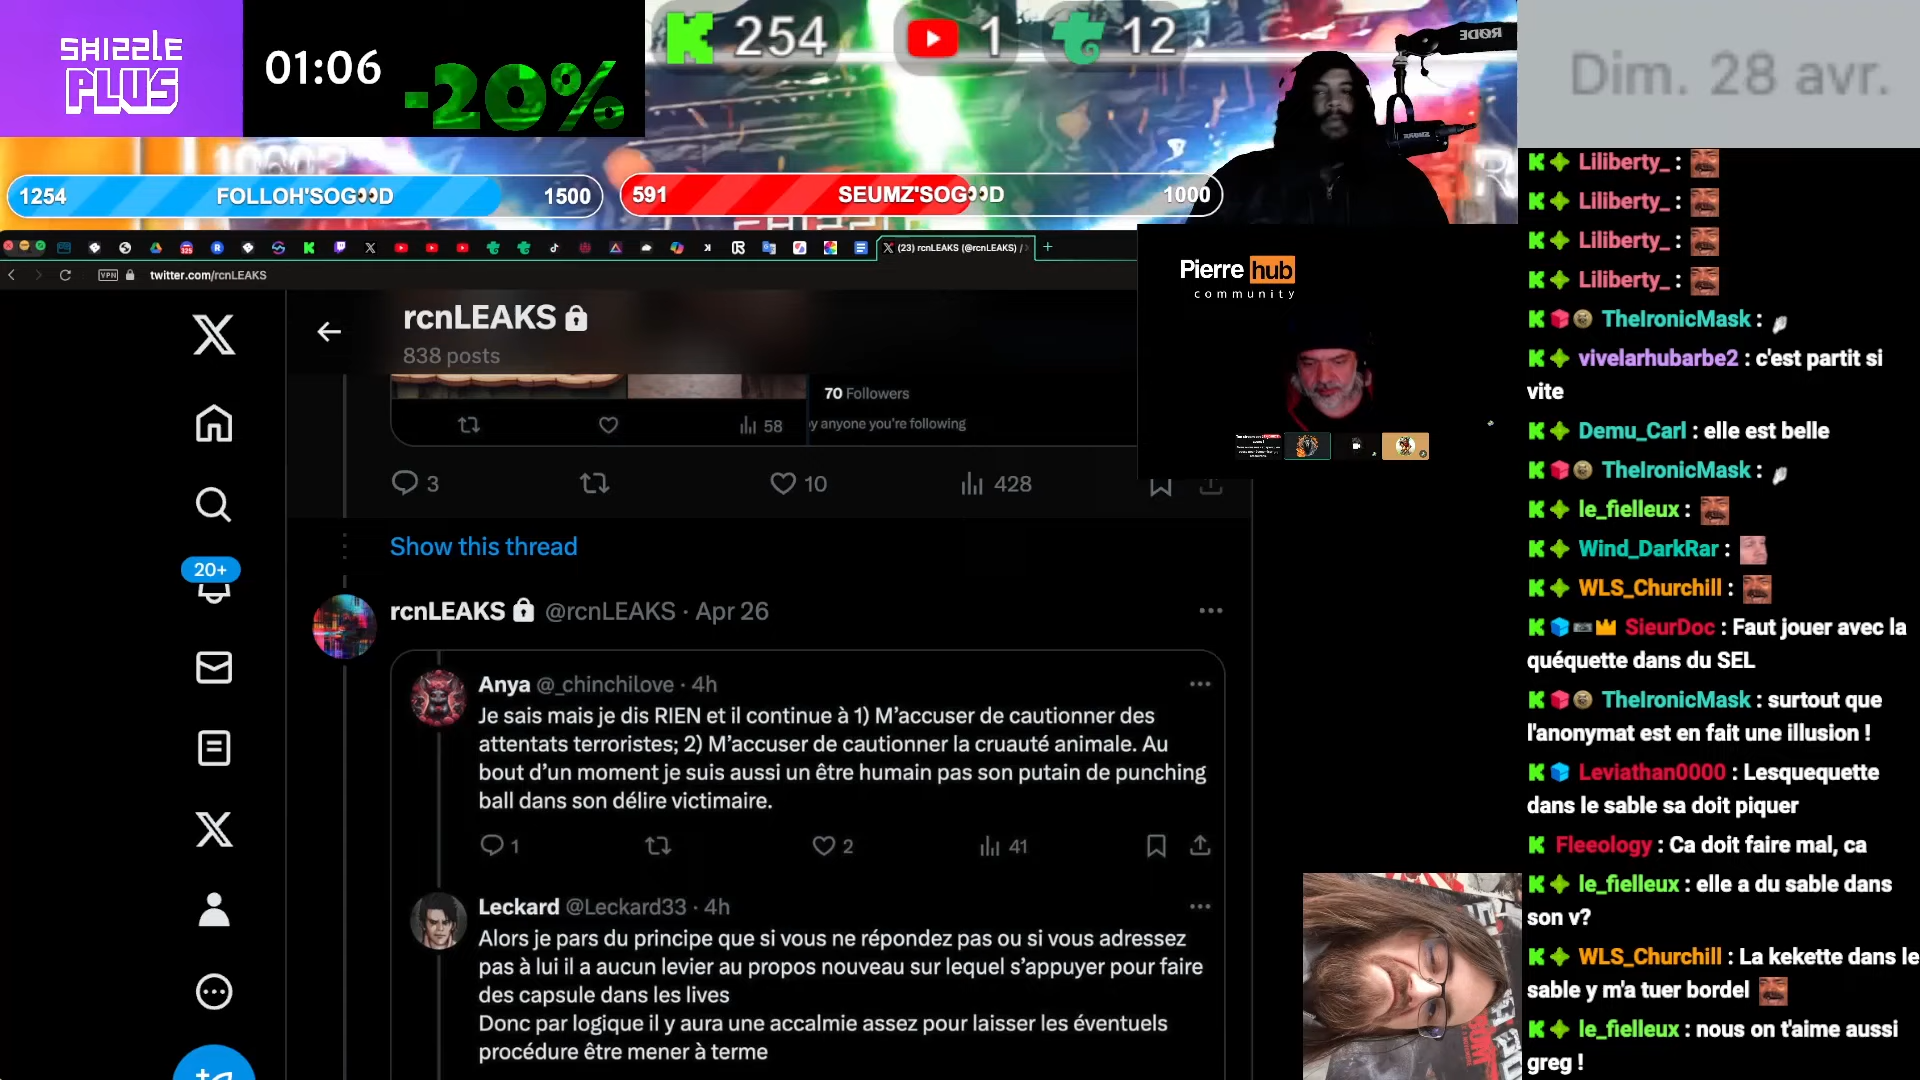 SHIZZLE
PLUS
01:06
-20%
254
1
12
RØDE
Dim. 28 avr.
1254 FOLLOH'SOG👀D 1500
591 SEUMZ'SOG👀D 1000
(23) rcnLEAKS (@rcnLEAKS) /
VPN twitter.com/rcnLEAKS
Pierre hub
community
rcnLEAKS
838 posts
70 Followers
y anyone you're following
58
3 10 428
Show this thread
20+
rcnLEAKS @rcnLEAKS · Apr 26
Anya @_chinchilove · 4h
Je sais mais je dis RIEN et il continue à 1) M'accuser de cautionner des
attentats terroristes; 2) M'accuser de cautionner la cruauté animale. Au
bout d'un moment je suis aussi un être humain pas son putain de punching
ball dans son délire victimaire.
1 2 41
Leckard @Leckard33 · 4h
Alors je pars du principe que si vous ne répondez pas ou si vous adressez
pas à lui il a aucun levier au propos nouveau sur lequel s'appuyer pour faire
des capsule dans les lives
Donc par logique il y aura une accalmie assez pour laisser les éventuels
procédure être mener à terme
Liliberty_ :
Liliberty_ :
Liliberty_ :
Liliberty_ :
TheIronicMask :
vivelarhubarbe2 : c'est partit si
vite
Demu_Carl : elle est belle
TheIronicMask :
le_fielleux :
Wind_DarkRar :
WLS_Churchill :
SieurDoc : Faut jouer avec la
quéquette dans du SEL
TheIronicMask : surtout que
l'anonymat est en fait une illusion !
Leviathan0000 : Lesquequette
dans le sable sa doit piquer
Fleeology : Ca doit faire mal, ca
le_fielleux : elle a du sable dans
son v?
WLS_Churchill : La kekette dans le
sable y m'a tuer bordel
le_fielleux : nous on t'aime aussi
greg !